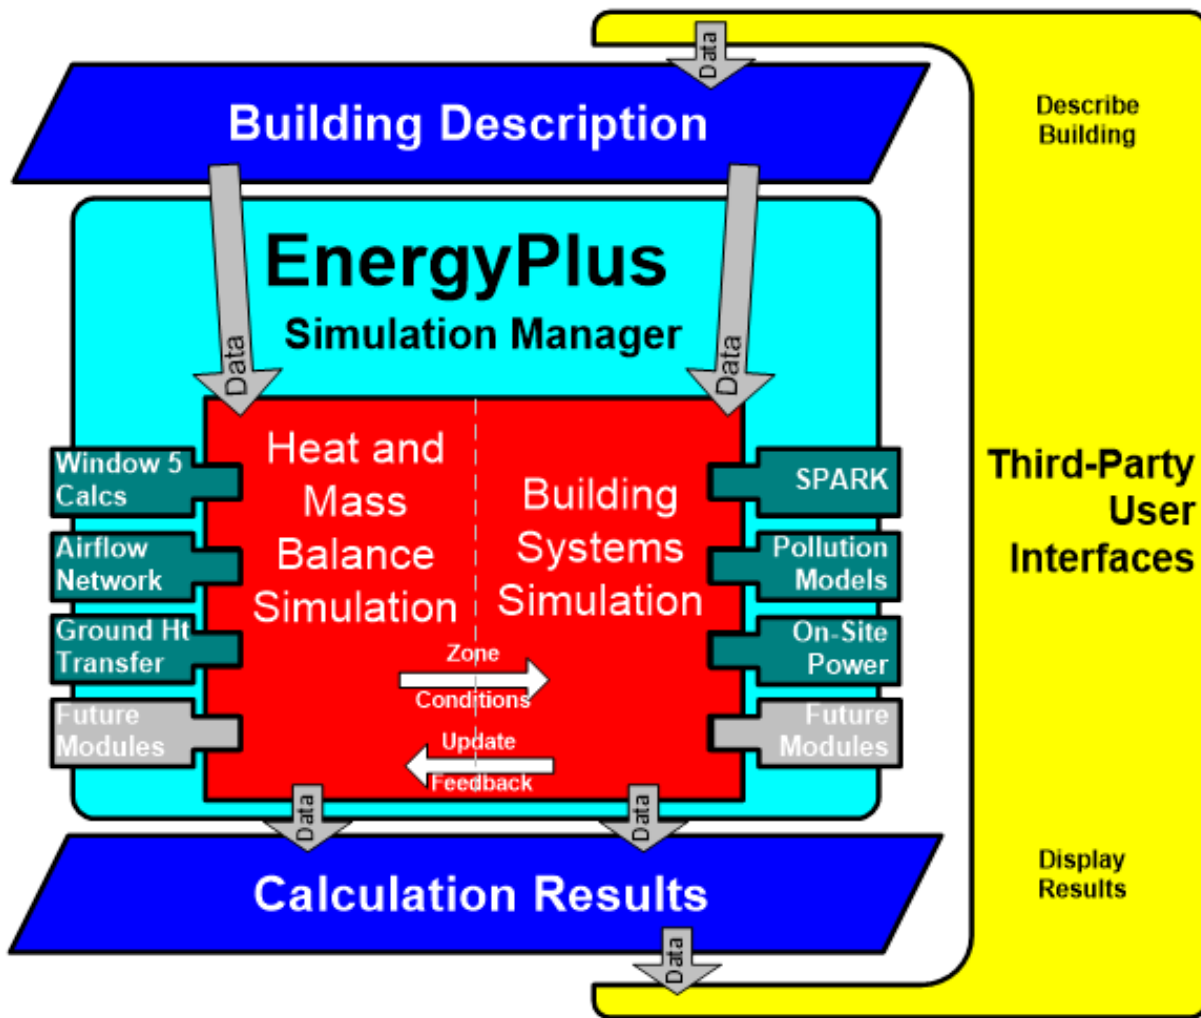 Data
Building Description
Describe
Building
EnergyPlus
Simulation Manager
Data
Data
Window 5
Calcs
Airflow
Network
Ground Ht
Transfer
Future
Modules
Heat and
Mass
Balance
Simulation
Building
Systems
Simulation
Zone
Conditions
Update
Feedback
SPARK
Pollution
Models
On-Site
Power
Future
Modules
Third-Party
User
Interfaces
Data
Data
Calculation Results
Display
Results
Data